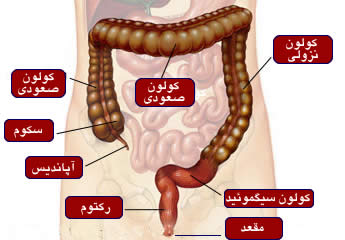 کولون
نزولی
کولون
صعودی
کولون
صعودی
سکوم
آپاندیس
کولون سیگموئید
رکتوم
مقعد